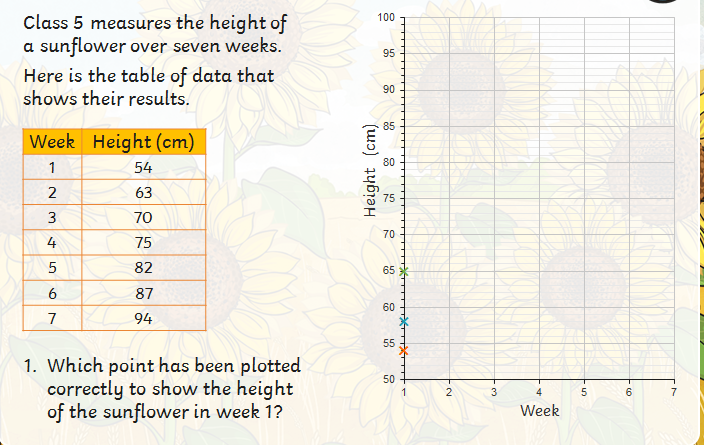 Class 5 measures the height of
a sunflower over seven weeks.
Here is the table of data that
shows their results.
Week Height (cm)
1 54
2 63
3 70
4 75
5 82
6 87
7 94
1. Which point has been plotted
correctly to show the height
of the sunflower in week 1?
Height (cm)
100
95
90
85
80
75
70
65
60
55
50
1 2 3 4 5 6 7
Week